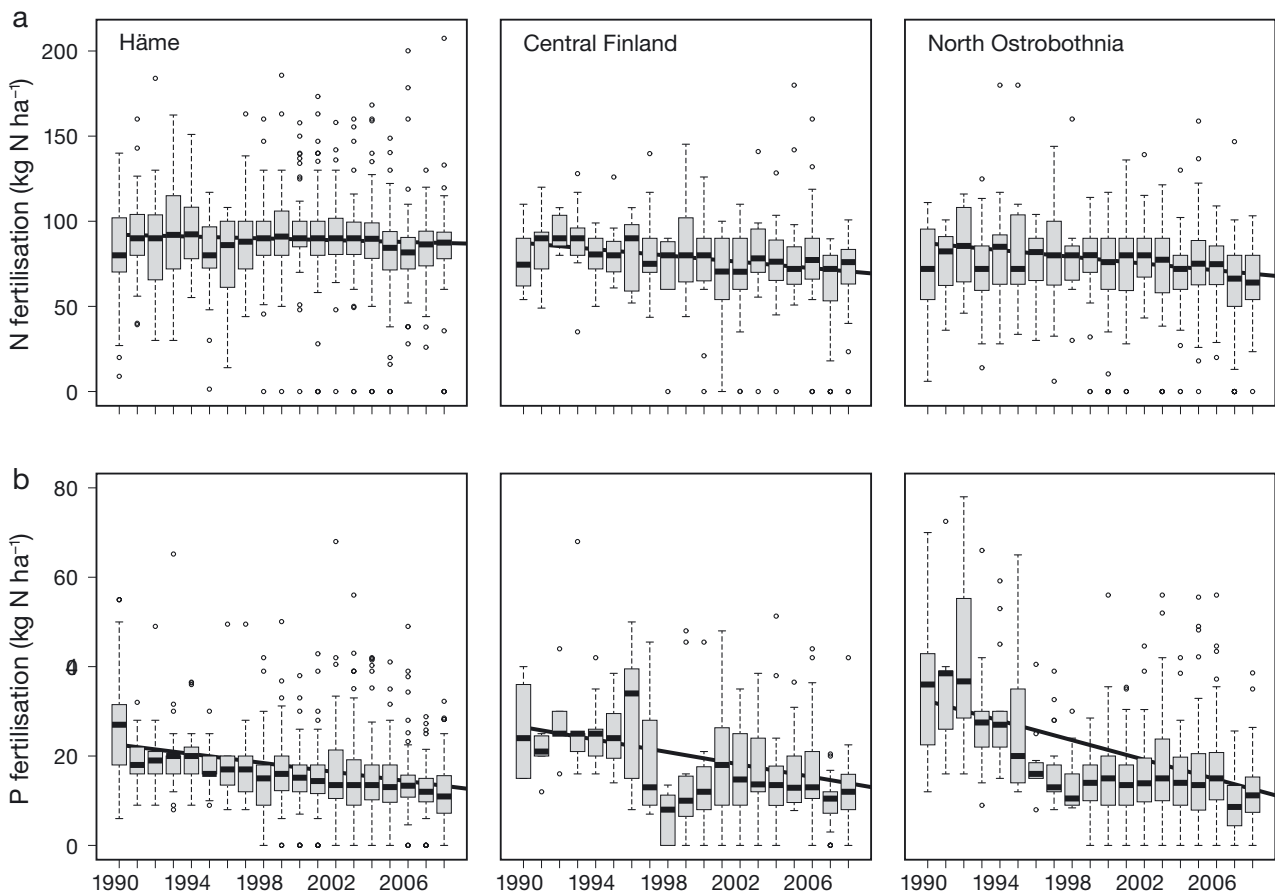 a
Häme
Central Finland
North Ostrobothnia
N fertilisation (kg N ha⁻¹)
200
150
100
50
0
b
P fertilisation (kg N ha⁻¹)
80
60
40
20
0
1990 1994 1998 2002 2006
1990 1994 1998 2002 2006
1990 1994 1998 2002 2006